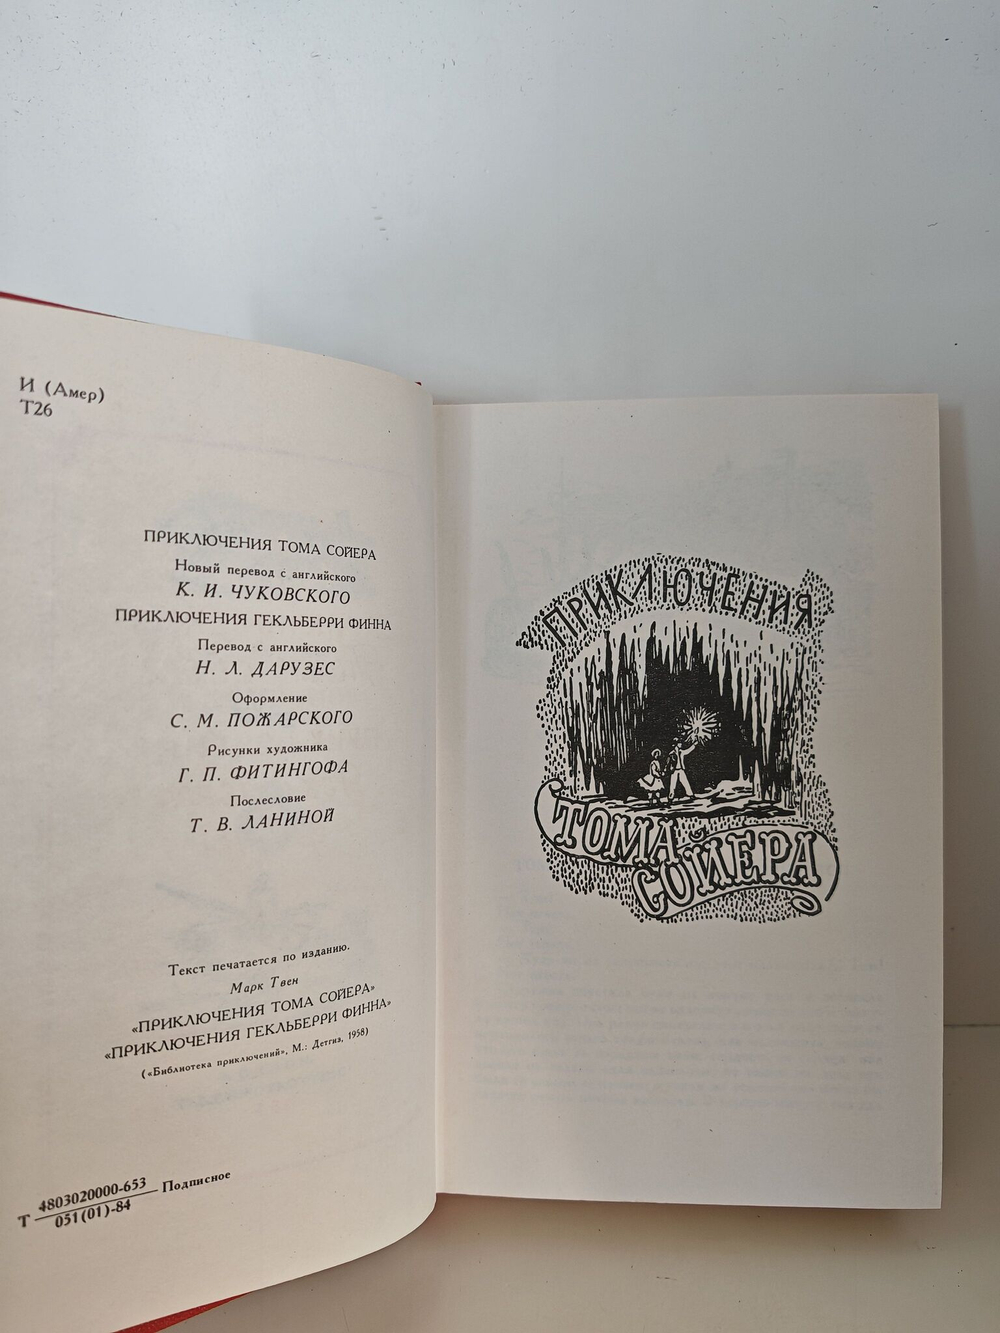 И (Амер)
Т26
ПРИКЛЮЧЕНИЯ ТОМА СОЙЕРА
Новый перевод с английского
К. И. ЧУКОВСКОГО
ПРИКЛЮЧЕНИЯ ГЕКЛЬБЕРРИ ФИННА
Перевод с английского
Н. Л. ДАРУЗЕС
Оформление
С. М. ПОЖАРСКОГО
Рисунки художника
Г. П. ФИТИНГОФА
Послесловие
Т. В. ЛАНИНОЙ
Текст печатается по изданию.
Марк Твен
«ПРИКЛЮЧЕНИЯ ТОМА СОЙЕРА»
«ПРИКЛЮЧЕНИЯ ГЕКЛЬБЕРРИ ФИННА»
(«Библиотека приключений», М.: Детгиз, 1958)
Т 4803020000-653 Подписное
051(01)-84
ПРИКЛЮЧЕНИЯ
ТОМА
СОЙЕРА